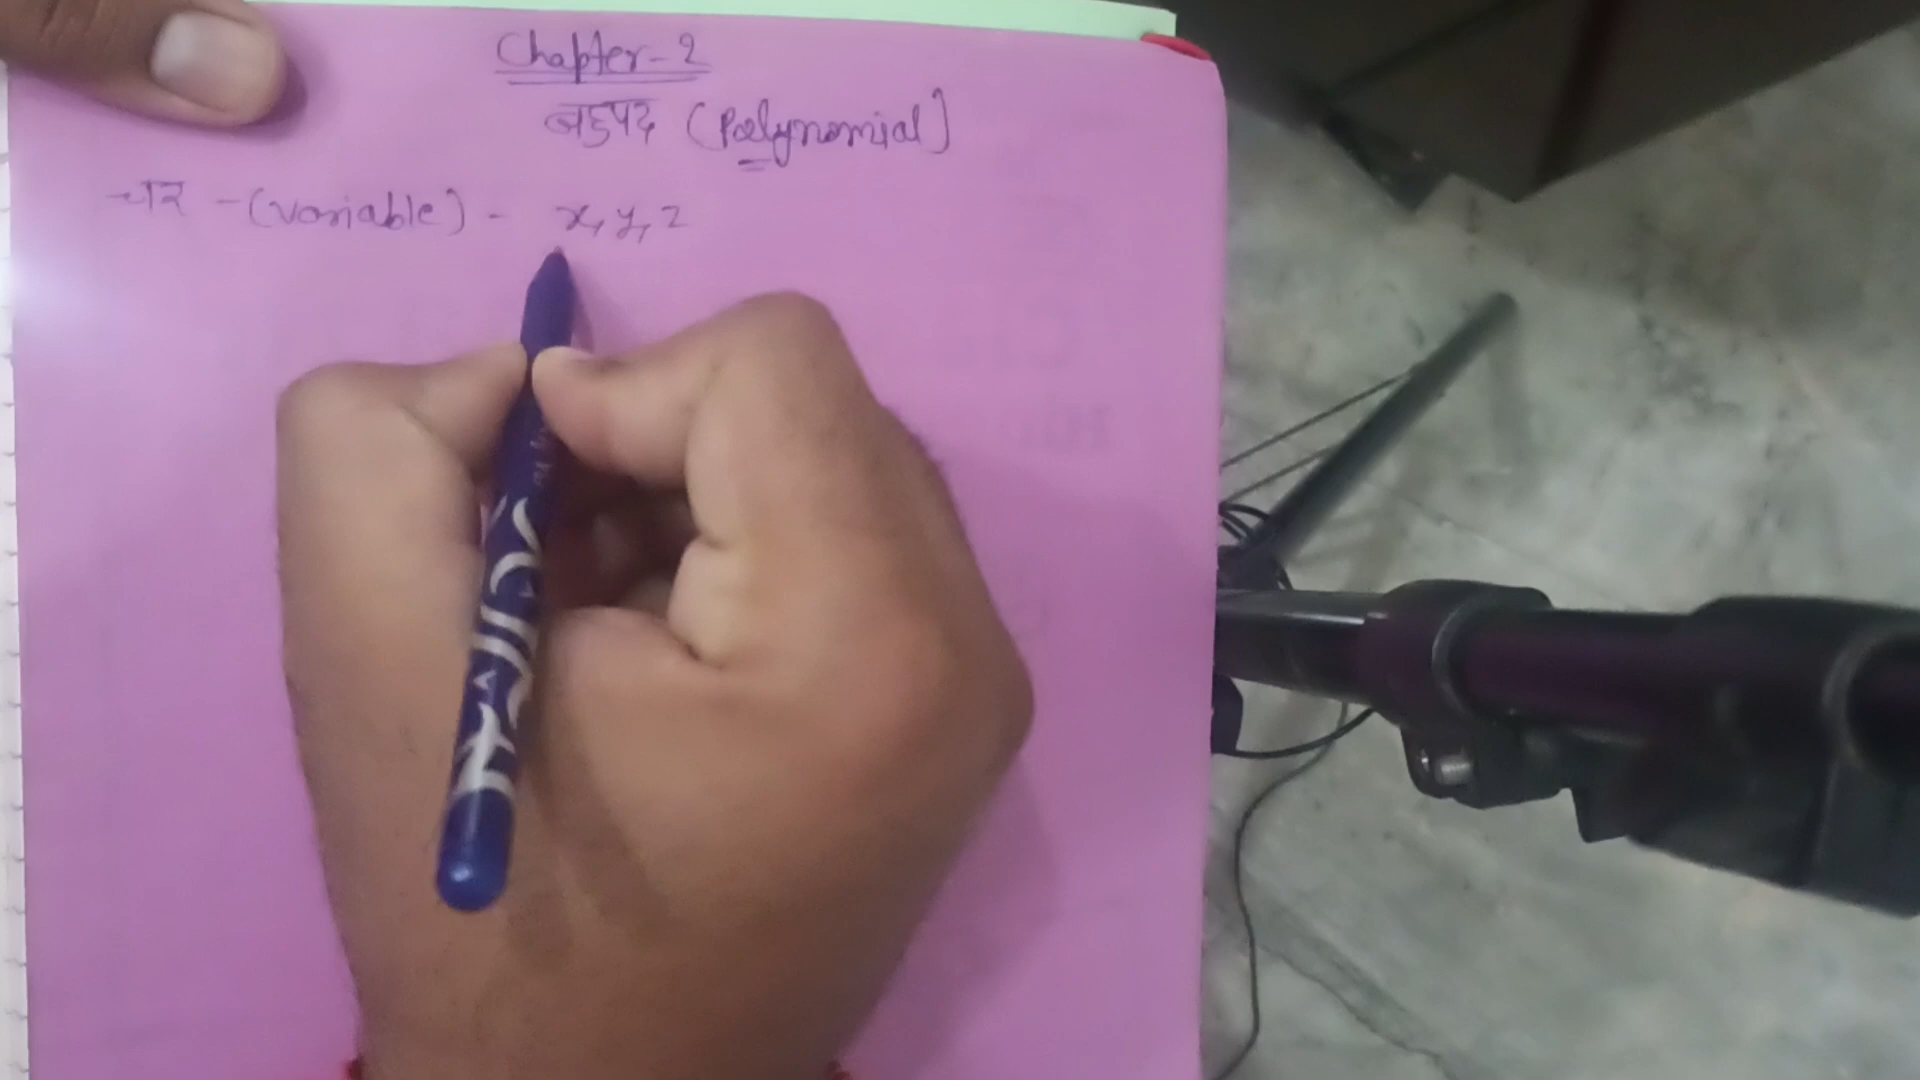 Chapter-2
बहुपद (Polynomial)
चर -(variable) - x, y, z